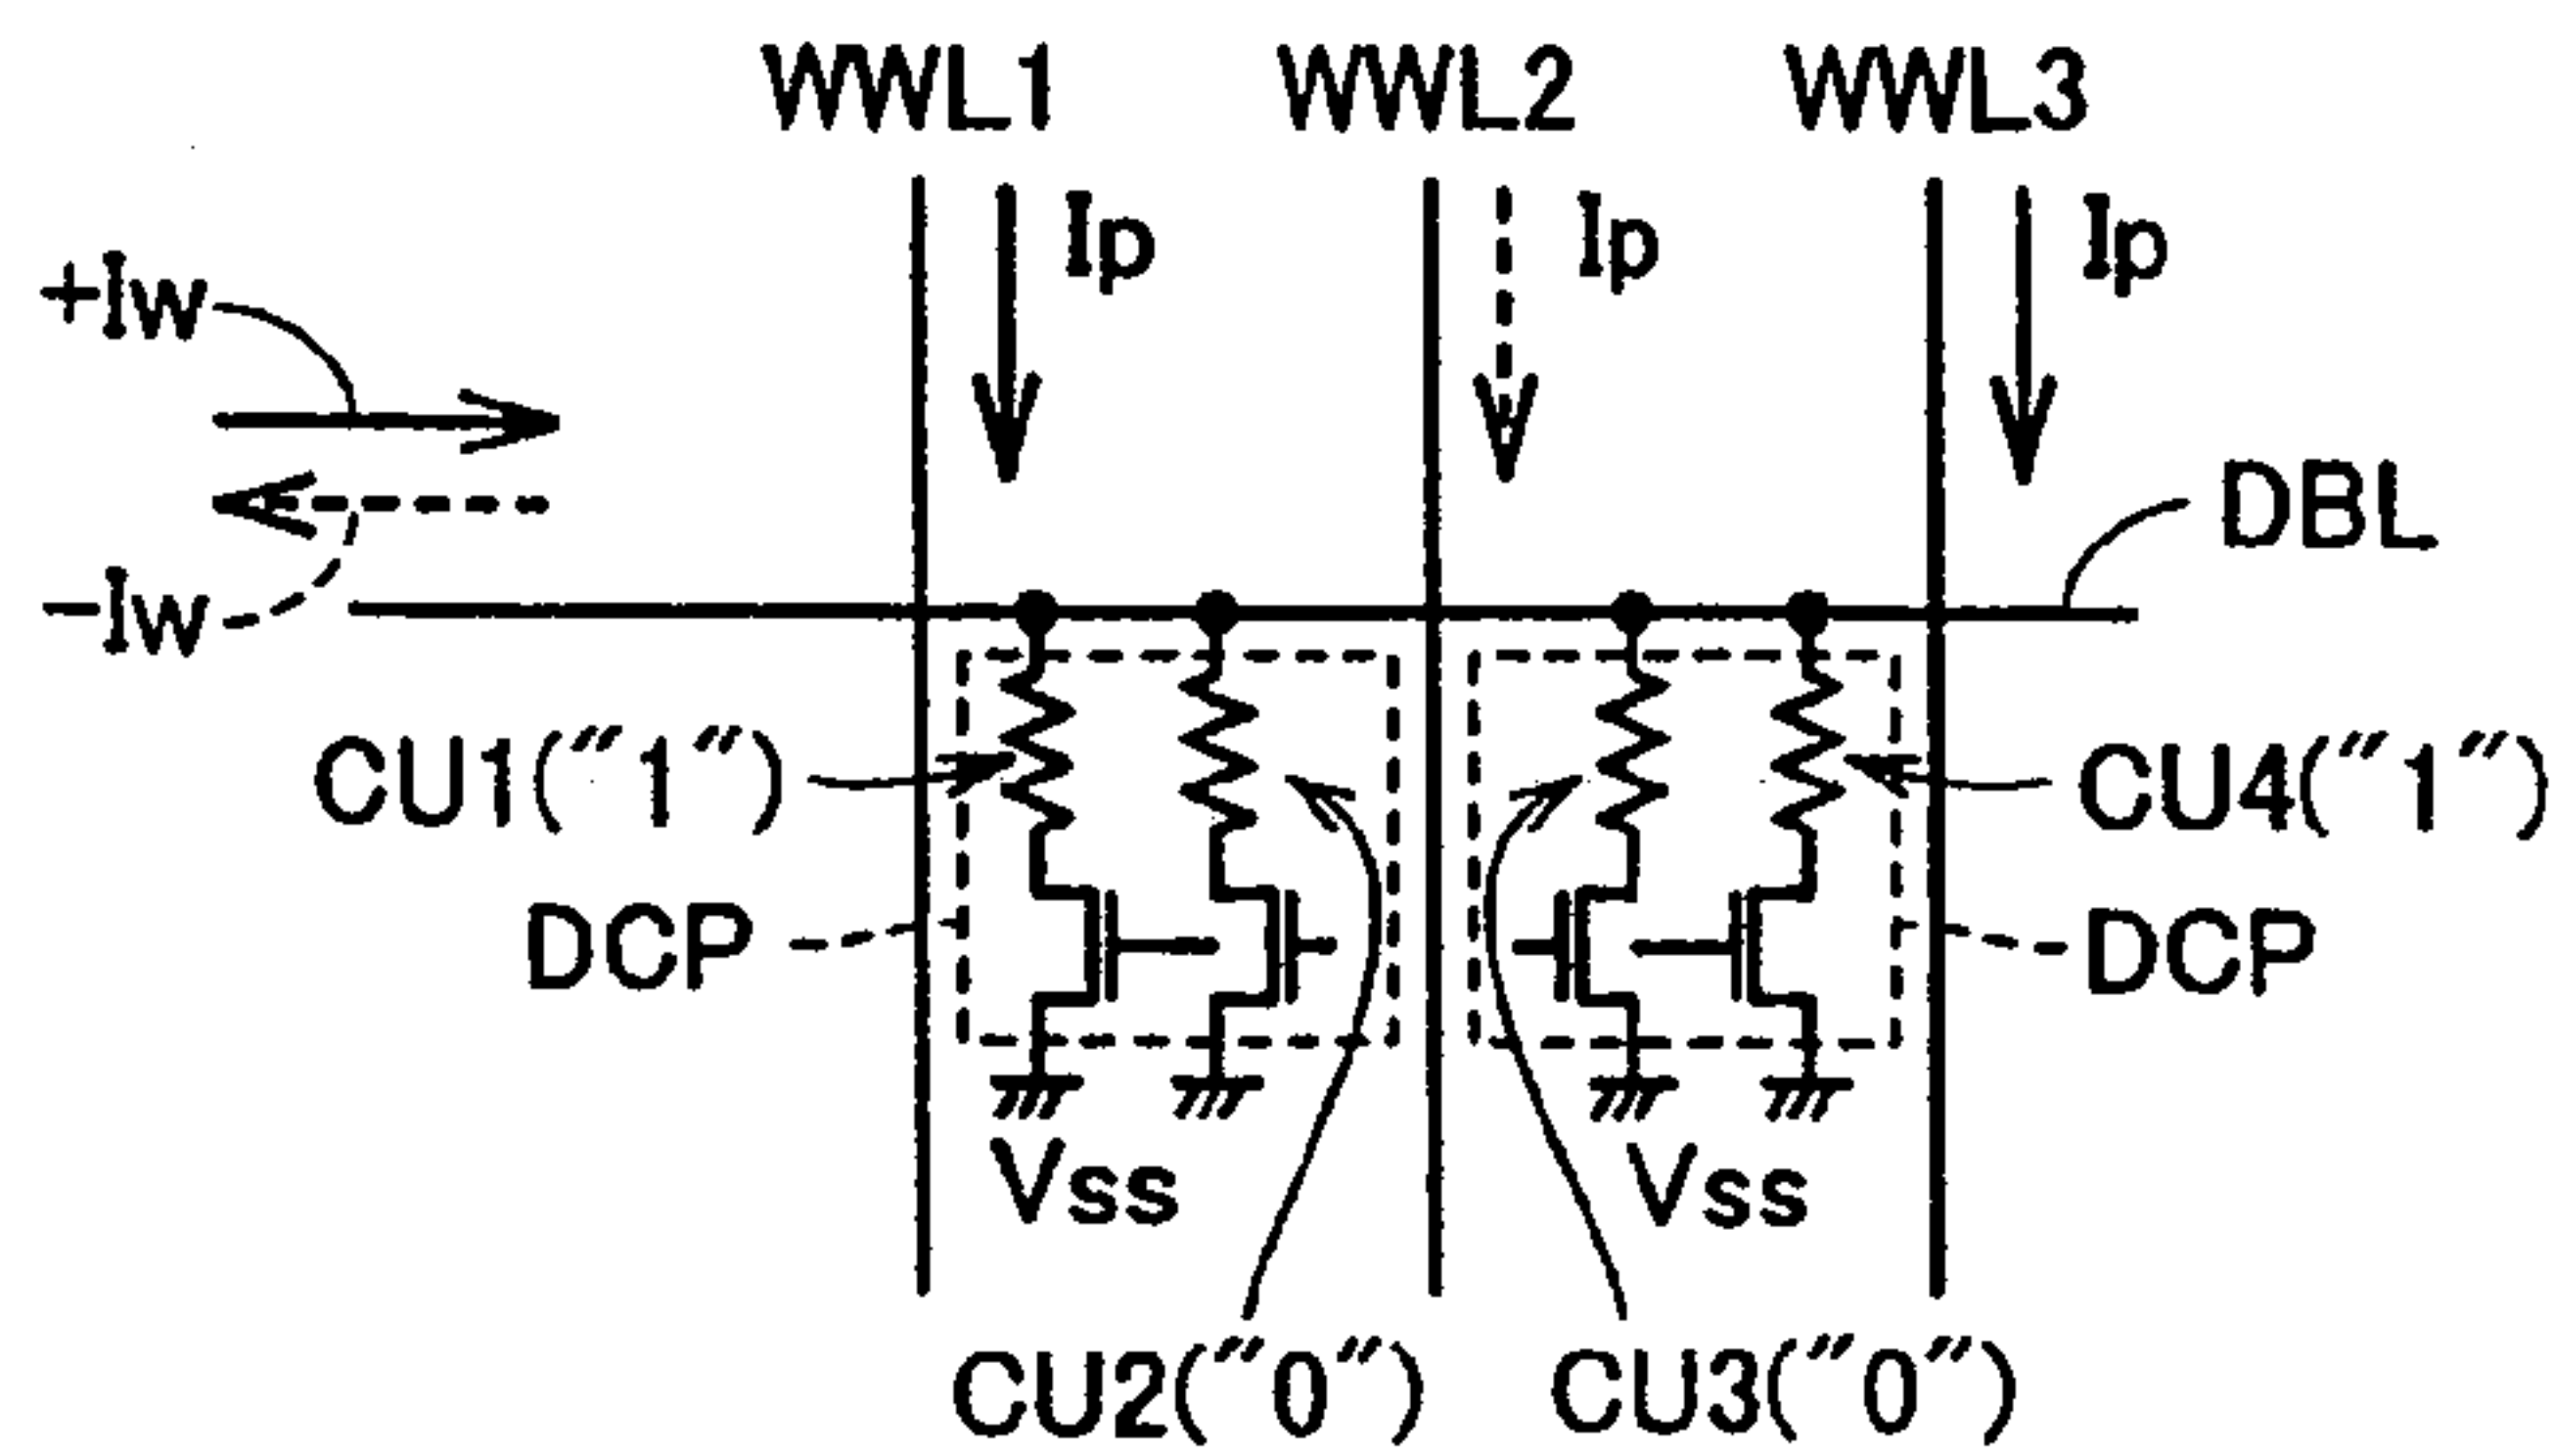 WWL1 WWL2 WWL3
Ip Ip Ip
+Iw
DBL
-Iw
CU1("1") CU4("1")
DCP DCP
Vss Vss
CU2("0") CU3("0")